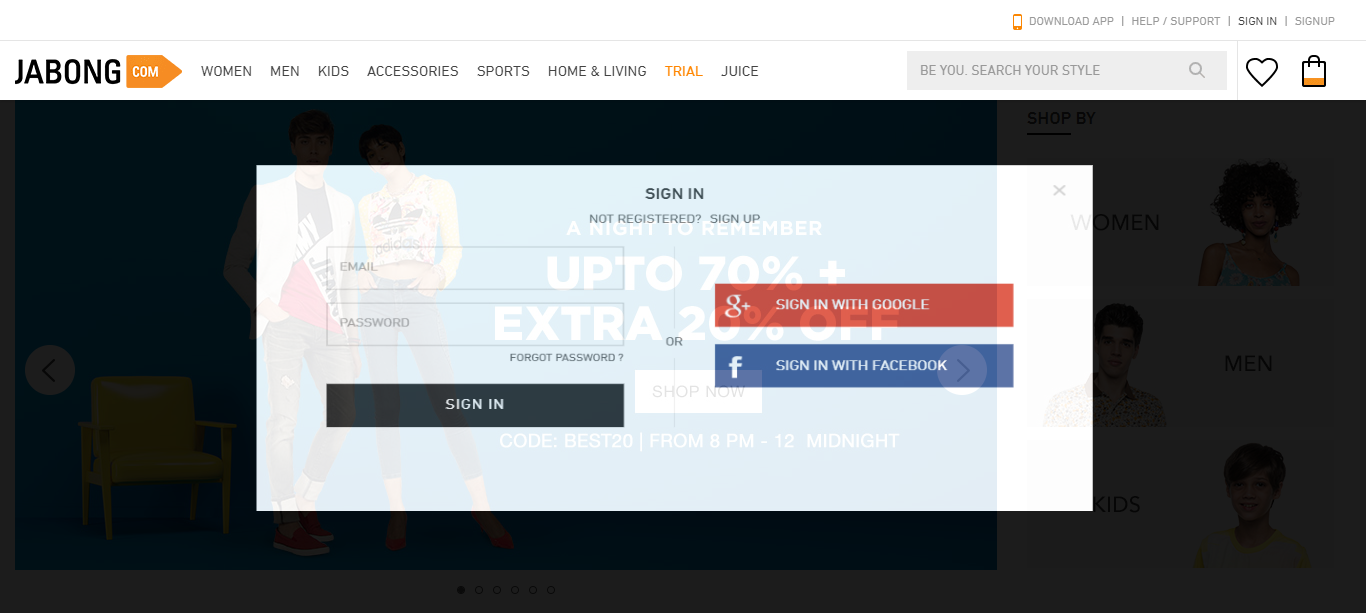 DOWNLOAD APP | HELP / SUPPORT | SIGN IN | SIGNUP
JABONG COM WOMEN MEN KIDS ACCESSORIES SPORTS HOME & LIVING TRIAL JUICE BE YOU. SEARCH YOUR STYLE
SHOP BY
SIGN IN
NOT REGISTERED? SIGN UP
A NIGHT TO REMEMBER
WOMEN
adidas
EMAIL
UPTO 70% +
SIGN IN WITH GOOGLE
g+
PASSWORD
EXTRA 20% OFF
OR
FORGOT PASSWORD ?
f SIGN IN WITH FACEBOOK
MEN
SHOP NOW
SIGN IN
CODE: BEST20 | FROM 8 PM - 12 MIDNIGHT
KIDS